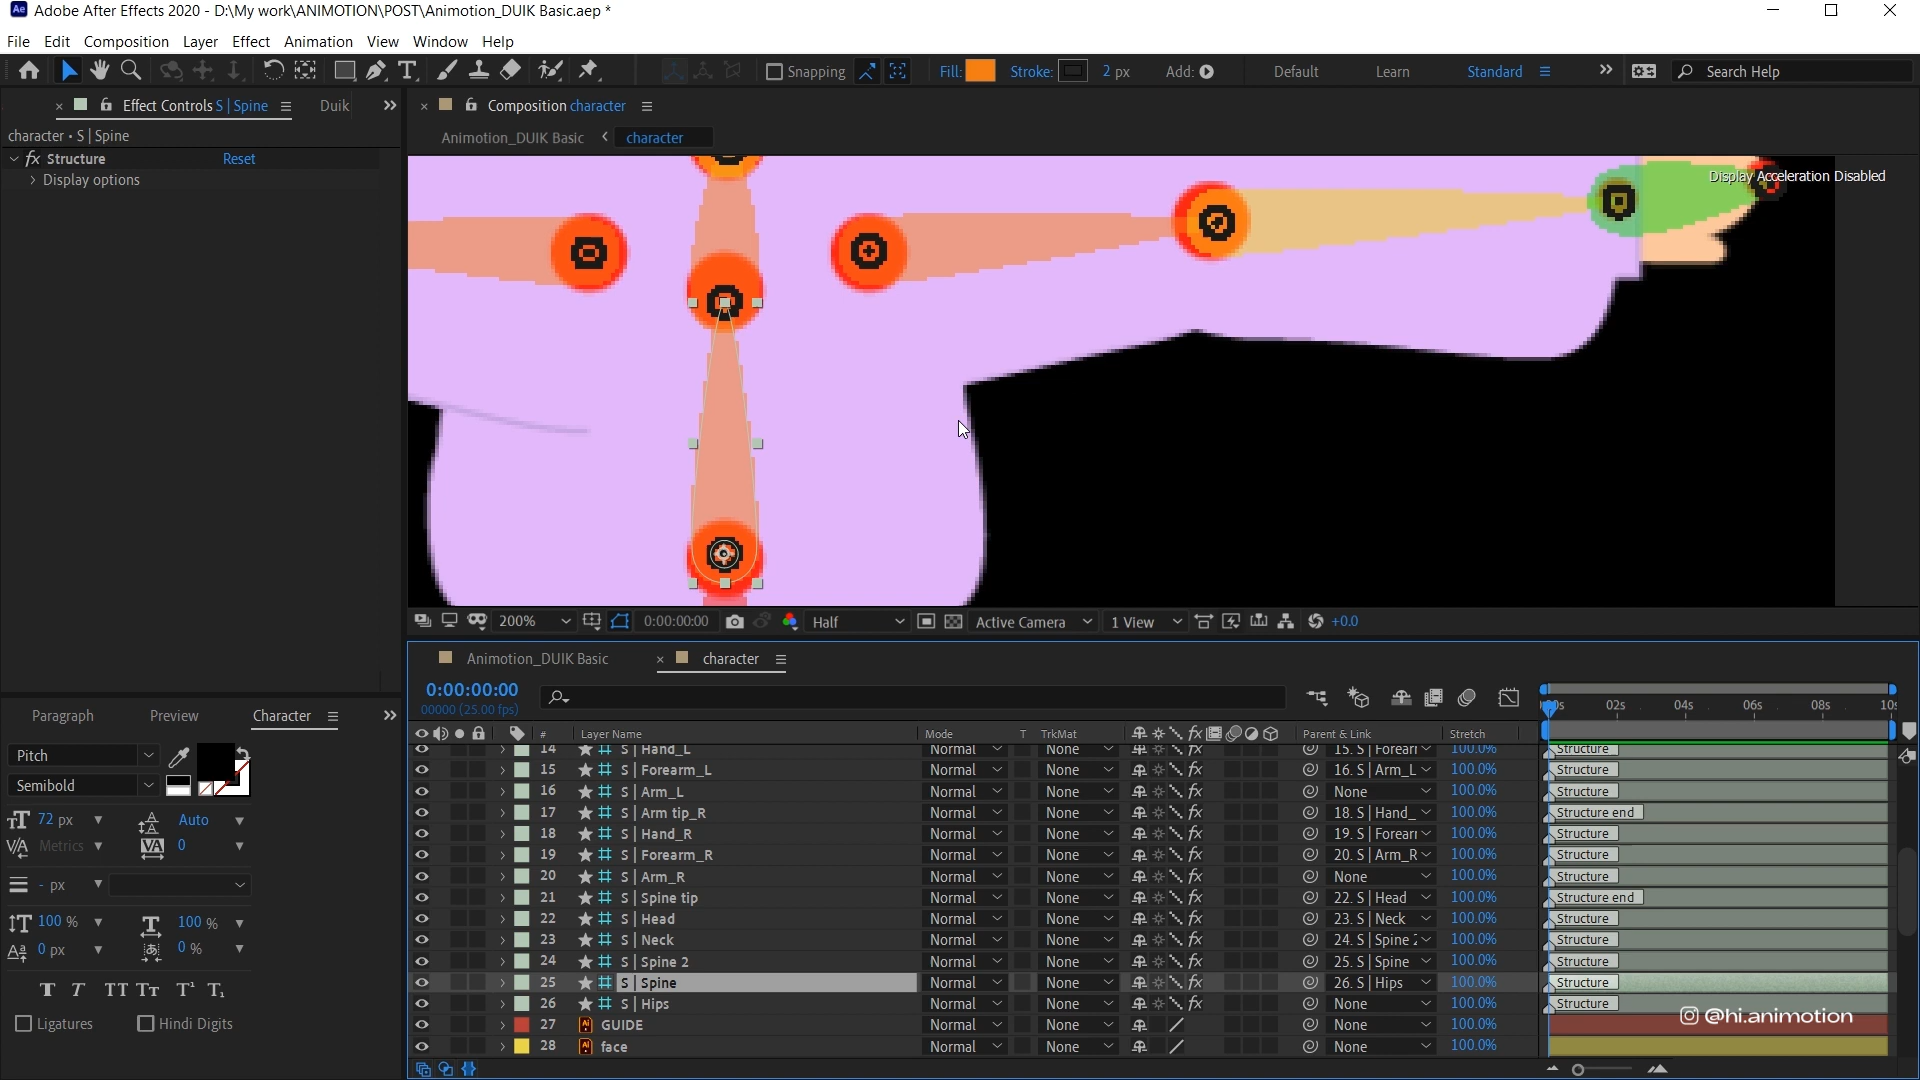 Adobe After Effects 2020 - D:\My work\ANIMOTION\POST\Animotion_DUIK Basic.aep *
File Edit Composition Layer Effect Animation View Window Help
Snapping Fill: Stroke: 2 px Add: Default Learn Standard Search Help
Effect Controls S | Spine Duik
Composition character
character • S | Spine
Animotion_DUIK Basic character
fx Structure Reset
Display options
Display Acceleration Disabled
200% 0:00:00:00 Half Active Camera 1 View +0.0
Animotion_DUIK Basic character
0:00:00:00
00000 (25.00 fps)
02s 04s 06s 08s
Paragraph Preview Character
# Layer Name Mode T TrkMat Parent & Link Stretch
14 S | Hand_L Normal None 15. S | Forearr 100.0% Structure
15 S | Forearm_L Normal None 16. S | Arm_L 100.0% Structure
16 S | Arm_L Normal None None 100.0% Structure
17 S | Arm tip_R Normal None 18. S | Hand_ 100.0% Structure end
18 S | Hand_R Normal None 19. S | Forearr 100.0% Structure
19 S | Forearm_R Normal None 20. S | Arm_R 100.0% Structure
20 S | Arm_R Normal None None 100.0% Structure
21 S | Spine tip Normal None 22. S | Head 100.0% Structure end
22 S | Head Normal None 23. S | Neck 100.0% Structure
23 S | Neck Normal None 24. S | Spine 2 100.0% Structure
24 S | Spine 2 Normal None 25. S | Spine 100.0% Structure
25 S | Spine Normal None 26. S | Hips 100.0% Structure
26 S | Hips Normal None None 100.0% Structure
27 GUIDE Normal None None 100.0%
28 face Normal None None 100.0%
Pitch
Semibold
72 px Auto
Metrics 0
- px
100 % 100 %
0 px 0 %
T T TT Tt
Ligatures Hindi Digits
@hi.animotion